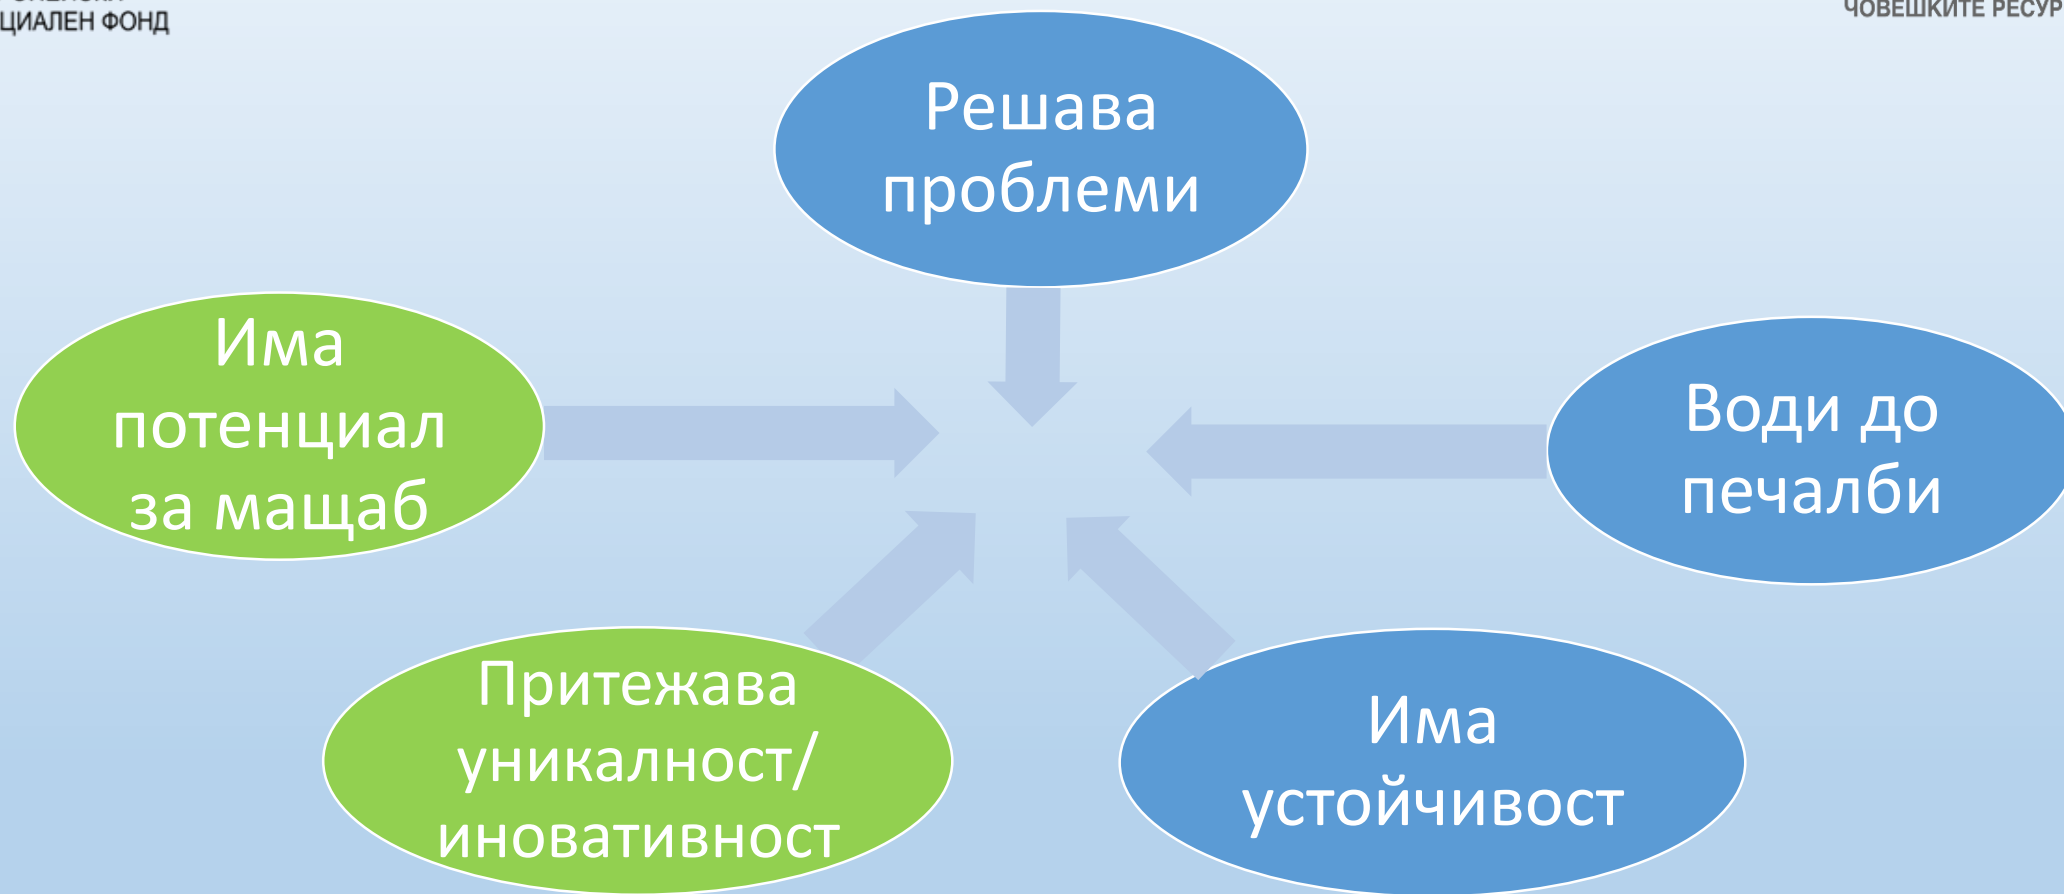 ЦИАЛЕН ФОНД
ЧОВЕШКИТЕ РЕСУР
Решава
проблеми
Има
потенциал
за мащаб
Води до
печалби
Притежава
уникалност/
иновативност
Има
устойчивост